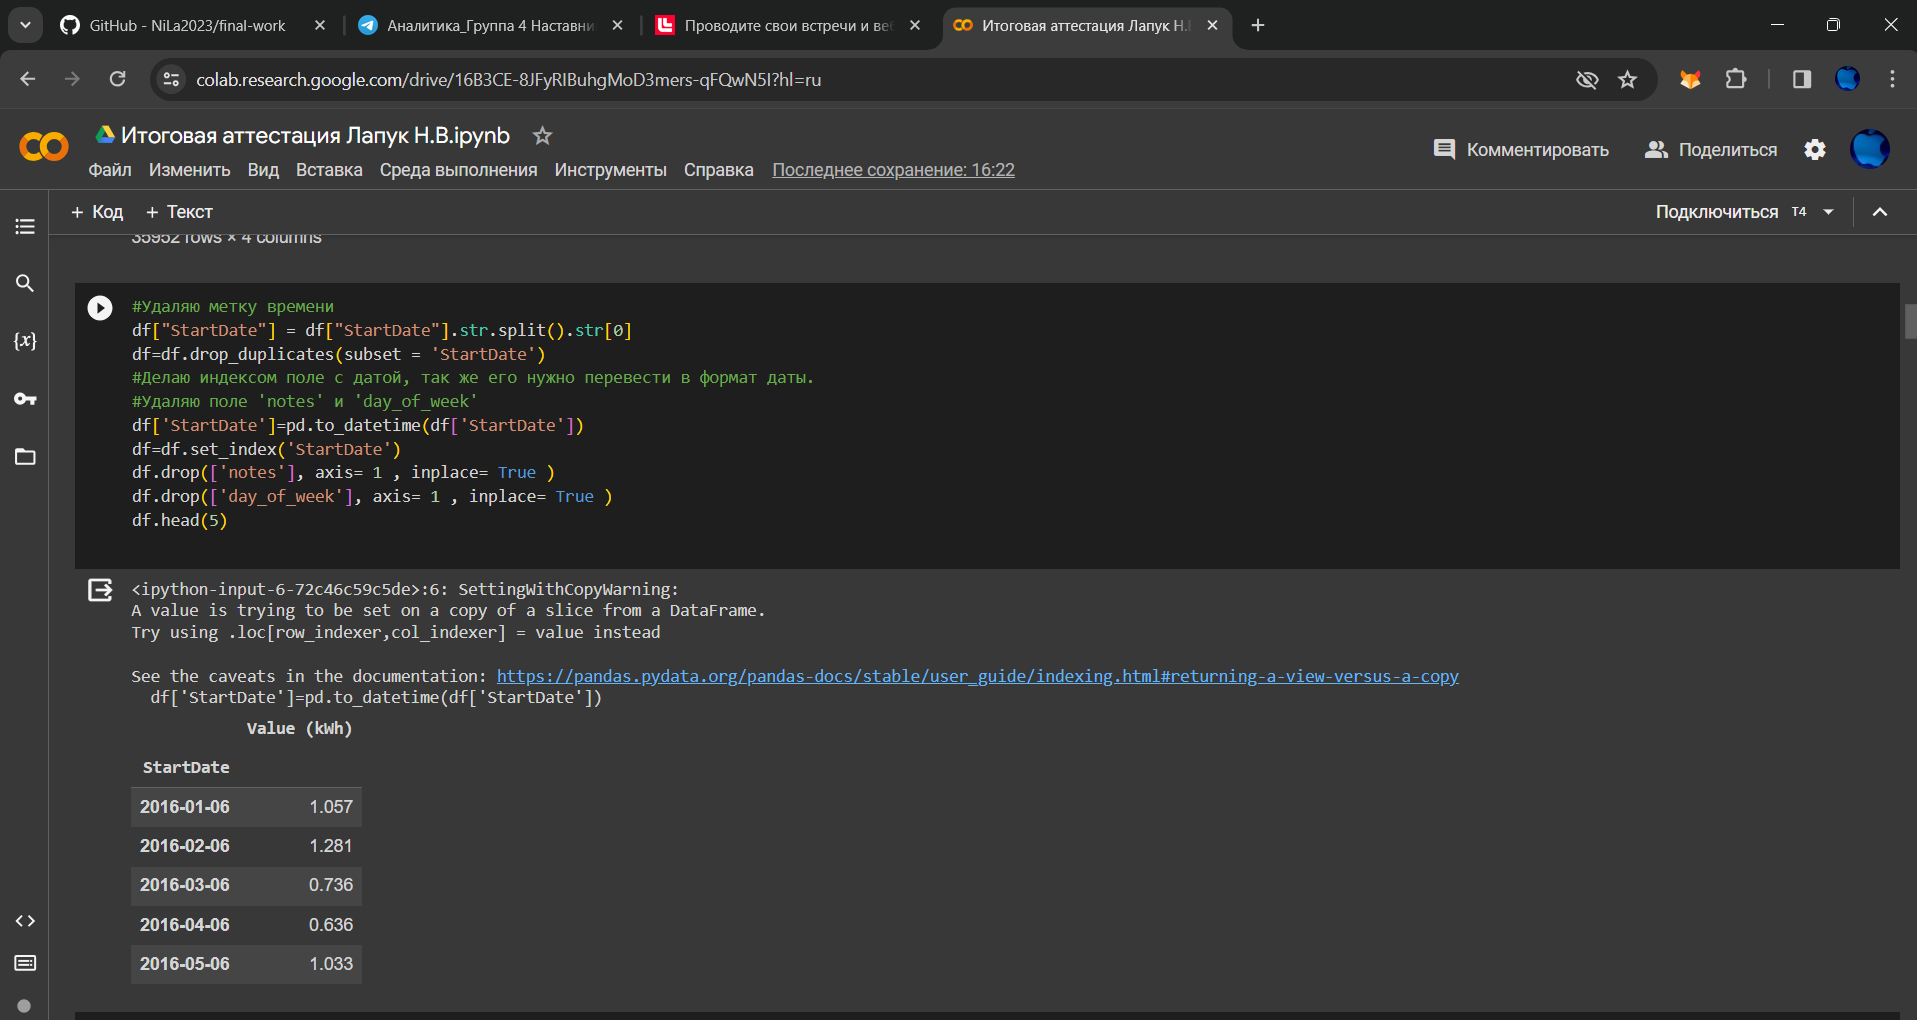 GitHub - NiLa2023/final-work
Аналитика_Группа 4 Наставни
Проводите свои встречи и ве
Итоговая аттестация Лапук Н.
colab.research.google.com/drive/16B3CE-8JFyRIBuhgMoD3mers-qFQwN5I?hl=ru
Итоговая аттестация Лапук Н.В.ipynb
Комментировать
Поделиться
Файл Изменить Вид Вставка Среда выполнения Инструменты Справка Последнее сохранение: 16:22
+ Код + Текст
Подключиться T4
35952 rows × 4 columns
{x}
#Удаляю метку времени
df["StartDate"] = df["StartDate"].str.split().str[0]
df=df.drop_duplicates(subset = 'StartDate')
#Делаю индексом поле с датой, так же его нужно перевести в формат даты.
#Удаляю поле 'notes' и 'day_of_week'
df['StartDate']=pd.to_datetime(df['StartDate'])
df=df.set_index('StartDate')
df.drop(['notes'], axis= 1 , inplace= True )
df.drop(['day_of_week'], axis= 1 , inplace= True )
df.head(5)
<ipython-input-6-72c46c59c5de>:6: SettingWithCopyWarning:
A value is trying to be set on a copy of a slice from a DataFrame.
Try using .loc[row_indexer,col_indexer] = value instead
See the caveats in the documentation: https://pandas.pydata.org/pandas-docs/stable/user_guide/indexing.html#returning-a-view-versus-a-copy
df['StartDate']=pd.to_datetime(df['StartDate'])
Value (kWh)
StartDate
2016-01-06 1.057
2016-02-06 1.281
2016-03-06 0.736
2016-04-06 0.636
2016-05-06 1.033